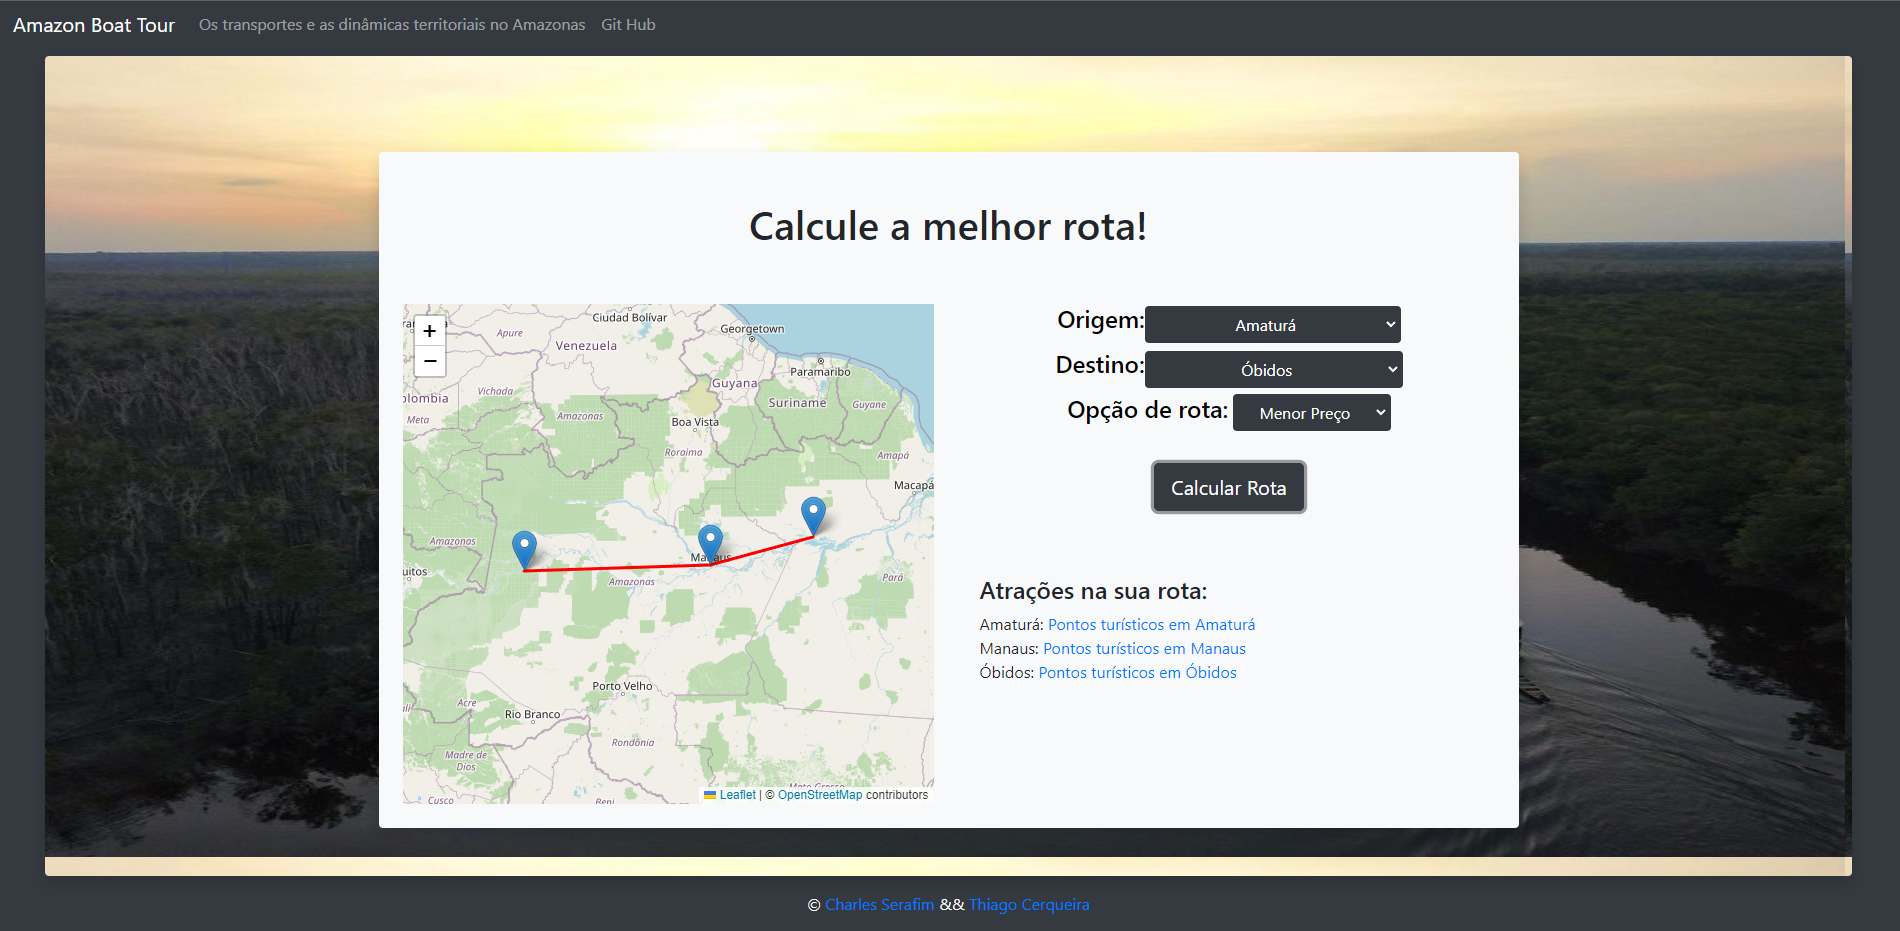 Amazon Boat Tour Os transportes e as dinâmicas territoriais no Amazonas Git Hub
Calcule a melhor rota!
+
−
Ciudad Bolívar
Apure
Georgetown
Venezuela
Paramaribo
Guyana
Vichada
olombia
Suriname
Guyane
Meta
Amazonas
Boa Vista
Roraima
Amapá
Macapá
Amazonas
Manaus
uitos
Amazonas
Pará
Porto Velho
Acre
Rio Branco
Rondônia
Madre de
Dios
Cusco
Beni
Mato Grosso
Leaflet | © OpenStreetMap contributors
Origem: Amaturá
Destino: Óbidos
Opção de rota: Menor Preço
Calcular Rota
Atrações na sua rota:
Amaturá: Pontos turísticos em Amaturá
Manaus: Pontos turísticos em Manaus
Óbidos: Pontos turísticos em Óbidos
© Charles Serafim && Thiago Cerqueira